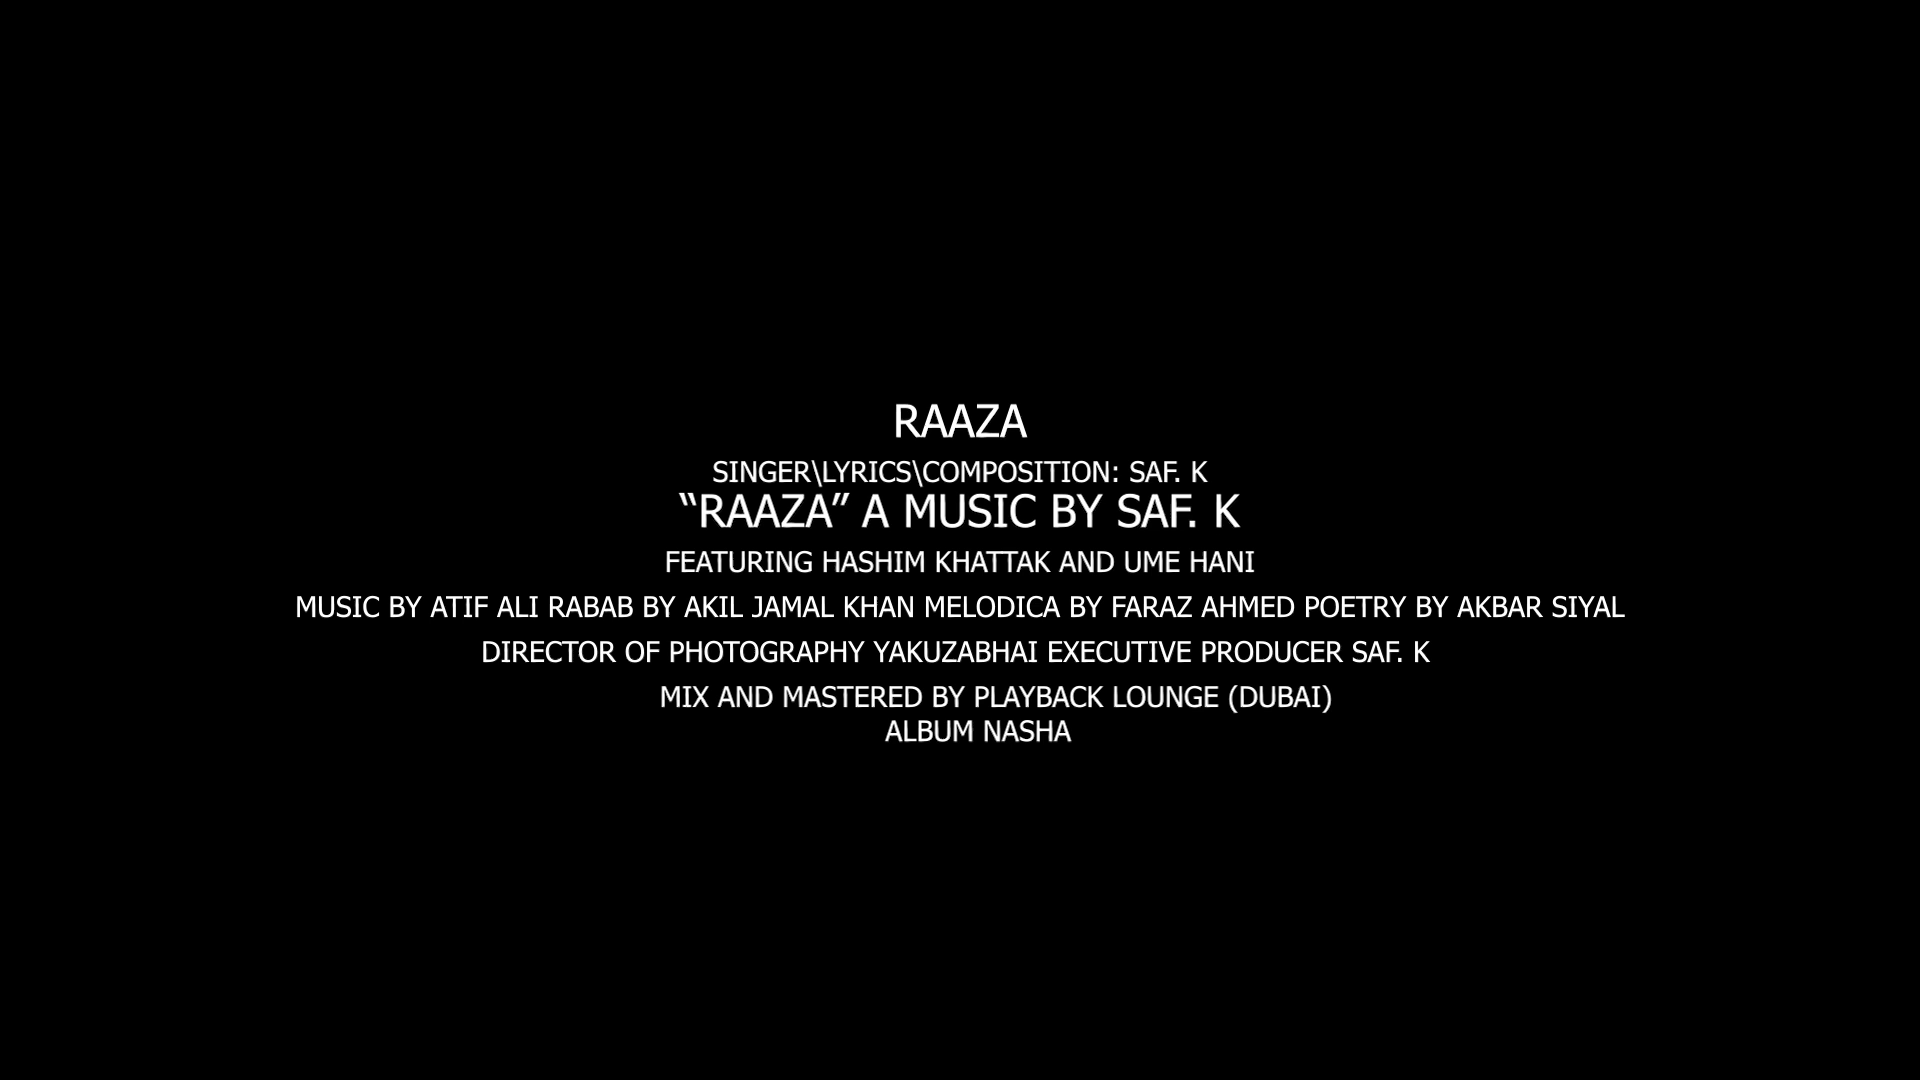 RAAZA
SINGER\LYRICS\COMPOSITION: SAF. K
“RAAZA” A MUSIC BY SAF. K
FEATURING HASHIM KHATTAK AND UME HANI
MUSIC BY ATIF ALI RABAB BY AKIL JAMAL KHAN MELODICA BY FARAZ AHMED POETRY BY AKBAR SIYAL
DIRECTOR OF PHOTOGRAPHY YAKUZABHAI EXECUTIVE PRODUCER SAF. K
MIX AND MASTERED BY PLAYBACK LOUNGE (DUBAI)
ALBUM NASHA